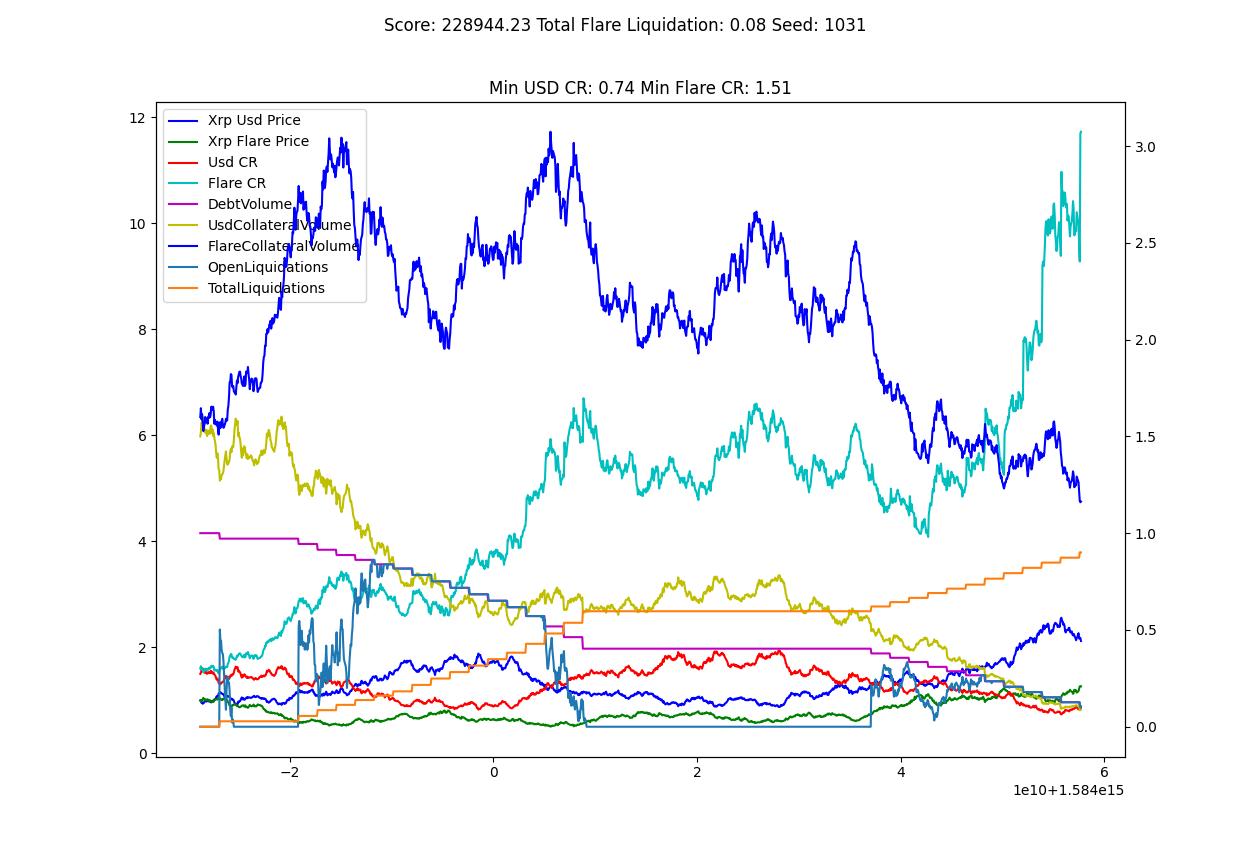 Score: 228944.23 Total Flare Liquidation: 0.08 Seed: 1031
Min USD CR: 0.74 Min Flare CR: 1.51
Xrp Usd Price
Xrp Flare Price
Usd CR
Flare CR
DebtVolume
UsdCollateralVolume
FlareCollateralVolume
OpenLiquidations
TotalLiquidations
12
10
8
6
4
2
0
3.0
2.5
2.0
1.5
1.0
0.5
0.0
−2
0
2
4
6
1e10+1.584e15